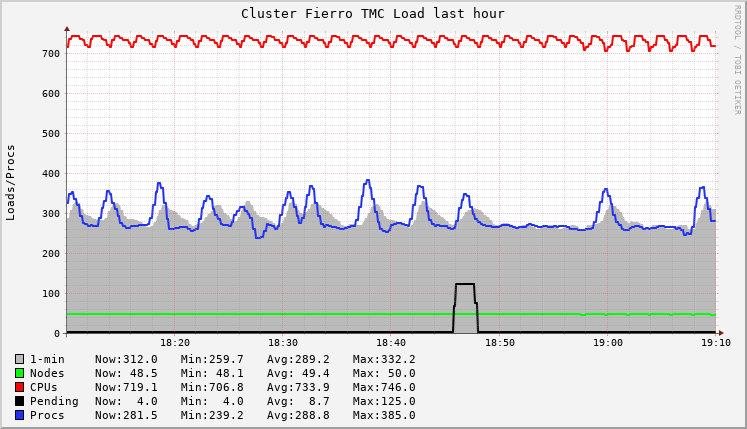 Cluster Fierro TMC Load last hour
RRDTOOL / TOBI OETIKER
Loads/Procs
700
600
500
400
300
200
100
0
18:20 18:30 18:40 18:50 19:00 19:10
1-min Now:312.0 Min:259.7 Avg:289.2 Max:332.2
Nodes Now: 48.5 Min: 48.1 Avg: 49.4 Max: 50.0
CPUs Now:719.1 Min:706.8 Avg:733.9 Max:746.0
Pending Now: 4.0 Min: 4.0 Avg: 8.7 Max:125.0
Procs Now:281.5 Min:239.2 Avg:288.8 Max:385.0